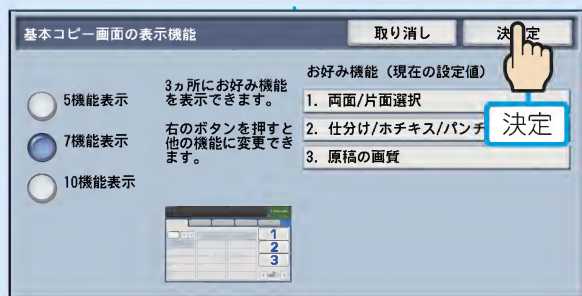 基本コピー画面の表示機能
取り消し
決定
5機能表示
7機能表示
10機能表示
3ヵ所にお好み機能
を表示できます。
右のボタンを押すと
他の機能に変更でき
ます。
1
2
3
お好み機能（現在の設定値）
1. 両面/片面選択
2. 仕分け/ホチキス/パンチ
3. 原稿の画質
決定